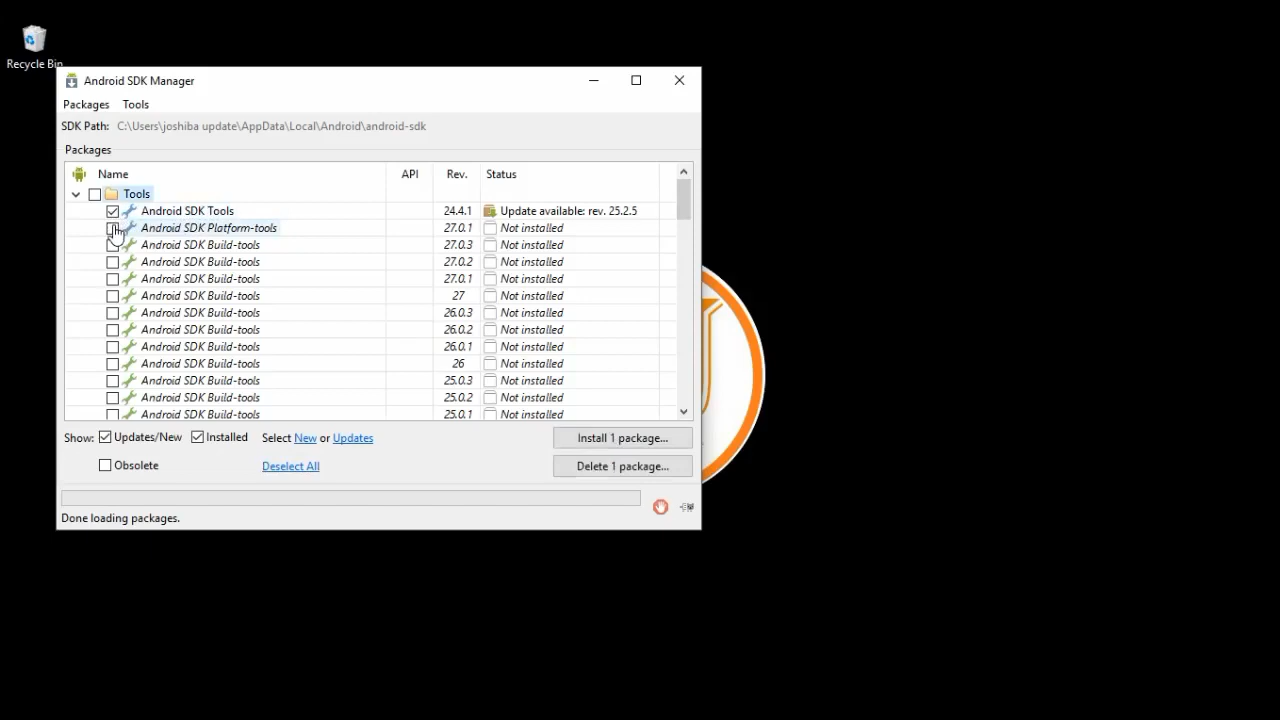 Recycle Bin
Android SDK Manager
Packages Tools
SDK Path: C:\Users\joshiba update\AppData\Local\Android\android-sdk
Packages
Name API Rev. Status
Tools
Android SDK Tools 24.4.1 Update available: rev. 25.2.5
Android SDK Platform-tools 27.0.1 Not installed
Android SDK Build-tools 27.0.3 Not installed
Android SDK Build-tools 27.0.2 Not installed
Android SDK Build-tools 27.0.1 Not installed
Android SDK Build-tools 27 Not installed
Android SDK Build-tools 26.0.3 Not installed
Android SDK Build-tools 26.0.2 Not installed
Android SDK Build-tools 26.0.1 Not installed
Android SDK Build-tools 26 Not installed
Android SDK Build-tools 25.0.3 Not installed
Android SDK Build-tools 25.0.2 Not installed
Android SDK Build-tools 25.0.1 Not installed
Show: Updates/New Installed Select New or Updates Install 1 package...
Obsolete Deselect All Delete 1 package...
Done loading packages.